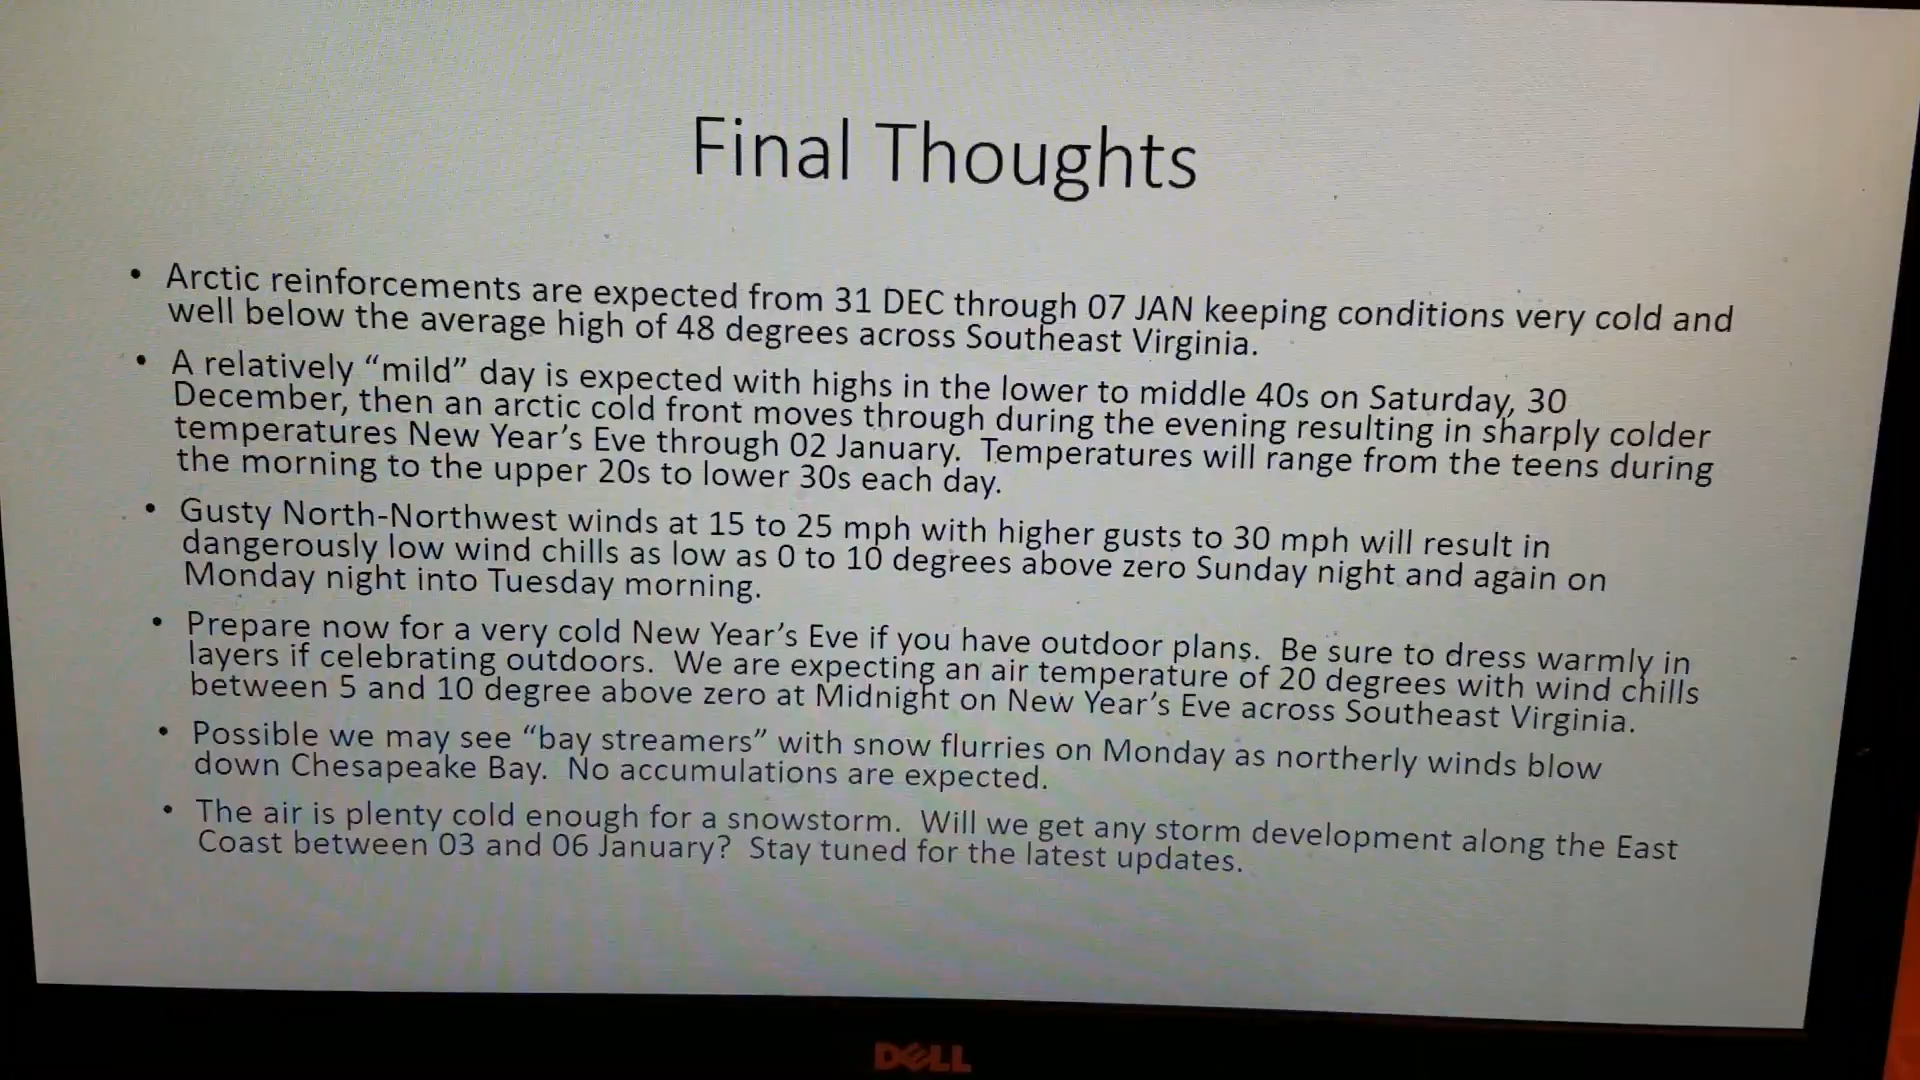 Final Thoughts
• Arctic reinforcements are expected from 31 DEC through 07 JAN keeping conditions very cold and
well below the average high of 48 degrees across Southeast Virginia.
• A relatively “mild” day is expected with highs in the lower to middle 40s on Saturday, 30
December, then an arctic cold front moves through during the evening resulting in sharply colder
temperatures New Year’s Eve through 02 January. Temperatures will range from the teens during
the morning to the upper 20s to lower 30s each day.
• Gusty North-Northwest winds at 15 to 25 mph with higher gusts to 30 mph will result in
dangerously low wind chills as low as 0 to 10 degrees above zero Sunday night and again on
Monday night into Tuesday morning.
• Prepare now for a very cold New Year’s Eve if you have outdoor plans. Be sure to dress warmly in
layers if celebrating outdoors. We are expecting an air temperature of 20 degrees with wind chills
between 5 and 10 degree above zero at Midnight on New Year’s Eve across Southeast Virginia.
• Possible we may see “bay streamers” with snow flurries on Monday as northerly winds blow
down Chesapeake Bay. No accumulations are expected.
• The air is plenty cold enough for a snowstorm. Will we get any storm development along the East
Coast between 03 and 06 January? Stay tuned for the latest updates.
DELL